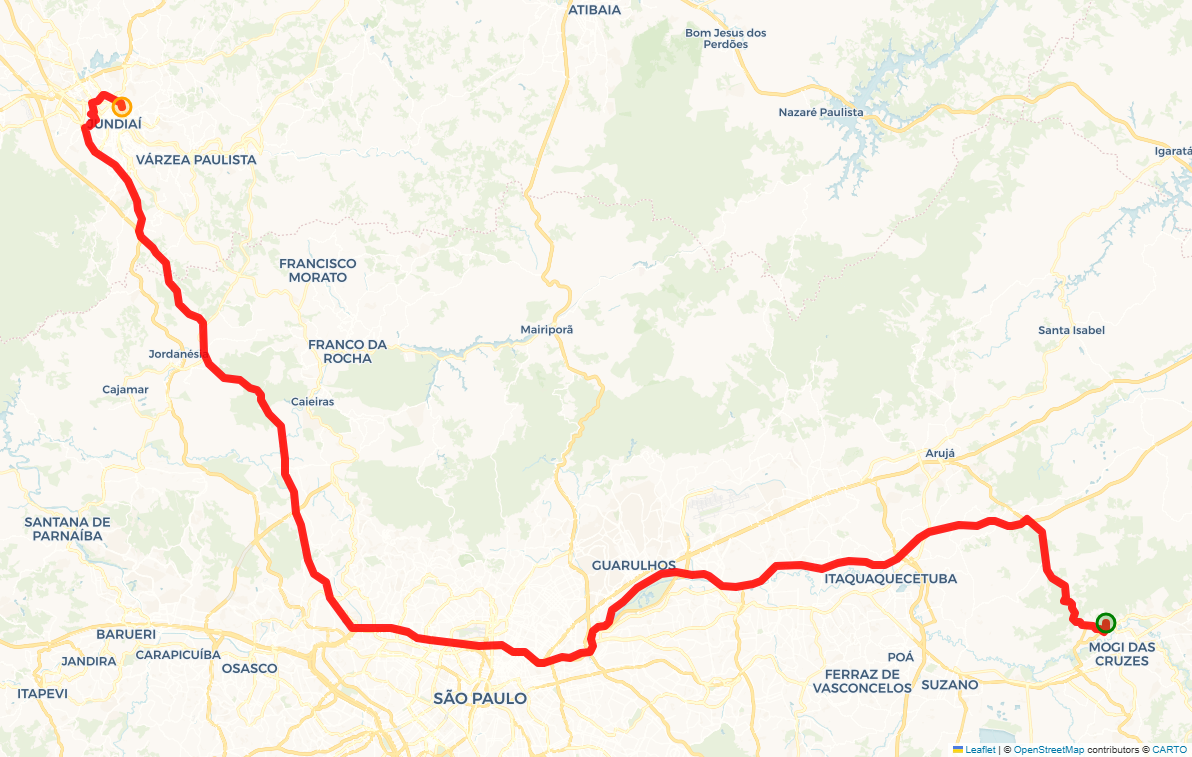 ATIBAIA
Bom Jesus dos
Perdões
Nazaré Paulista
JUNDIAÍ
Igaratá
VÁRZEA PAULISTA
FRANCISCO
MORATO
Mairiporã
Santa Isabel
FRANCO DA
ROCHA
Jordanésia
Cajamar
Caieiras
Arujá
SANTANA DE
PARNAÍBA
GUARULHOS
ITAQUAQUECETUBA
BARUERI
MOGI DAS
CRUZES
CARAPICUÍBA
JANDIRA
POÁ
OSASCO
FERRAZ DE
VASCONCELOS
SUZANO
ITAPEVI
SÃO PAULO
Leaflet | © OpenStreetMap contributors © CARTO